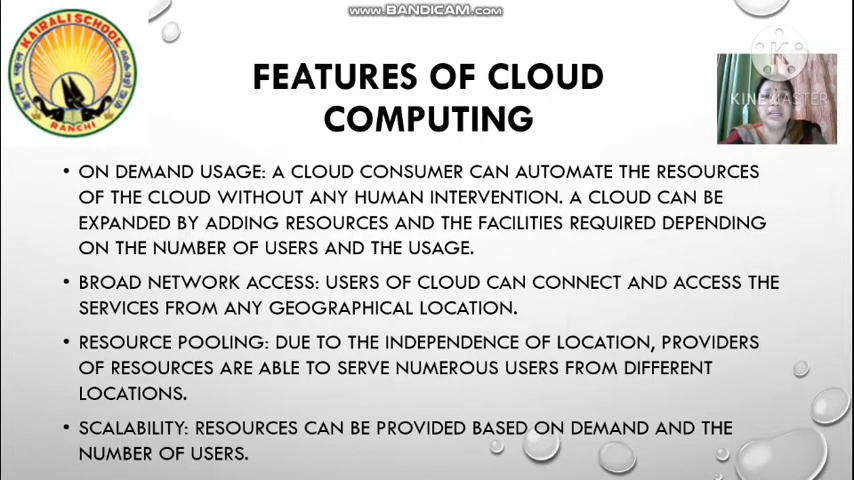 www.BANDICAM.com
KAIRALI SCHOOL
RANCHI
KINEMASTER
FEATURES OF CLOUD
COMPUTING
• ON DEMAND USAGE: A CLOUD CONSUMER CAN AUTOMATE THE RESOURCES
OF THE CLOUD WITHOUT ANY HUMAN INTERVENTION. A CLOUD CAN BE
EXPANDED BY ADDING RESOURCES AND THE FACILITIES REQUIRED DEPENDING
ON THE NUMBER OF USERS AND THE USAGE.
• BROAD NETWORK ACCESS: USERS OF CLOUD CAN CONNECT AND ACCESS THE
SERVICES FROM ANY GEOGRAPHICAL LOCATION.
• RESOURCE POOLING: DUE TO THE INDEPENDENCE OF LOCATION, PROVIDERS
OF RESOURCES ARE ABLE TO SERVE NUMEROUS USERS FROM DIFFERENT
LOCATIONS.
• SCALABILITY: RESOURCES CAN BE PROVIDED BASED ON DEMAND AND THE
NUMBER OF USERS.